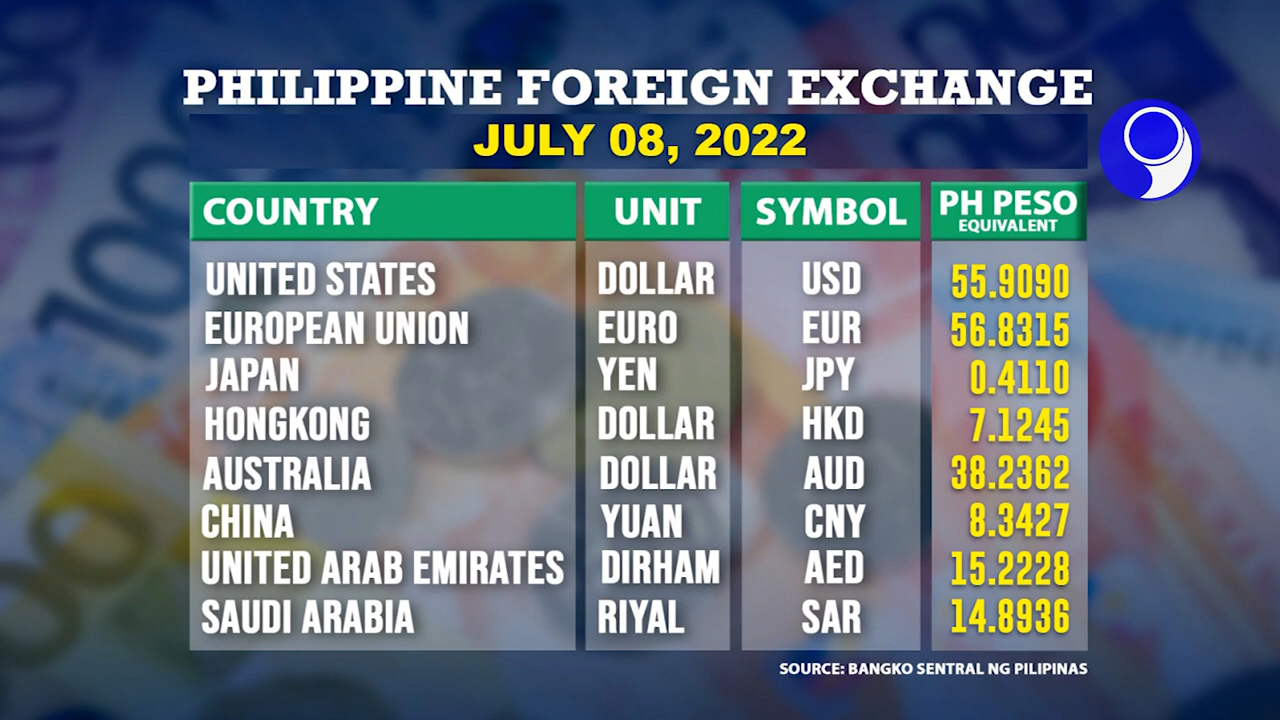 PHILIPPINE FOREIGN EXCHANGE
JULY 08, 2022
COUNTRY UNIT SYMBOL PH PESO EQUIVALENT
UNITED STATES DOLLAR USD 55.9090
EUROPEAN UNION EURO EUR 56.8315
JAPAN YEN JPY 0.4110
HONGKONG DOLLAR HKD 7.1245
AUSTRALIA DOLLAR AUD 38.2362
CHINA YUAN CNY 8.3427
UNITED ARAB EMIRATES DIRHAM AED 15.2228
SAUDI ARABIA RIYAL SAR 14.8936
SOURCE: BANGKO SENTRAL NG PILIPINAS